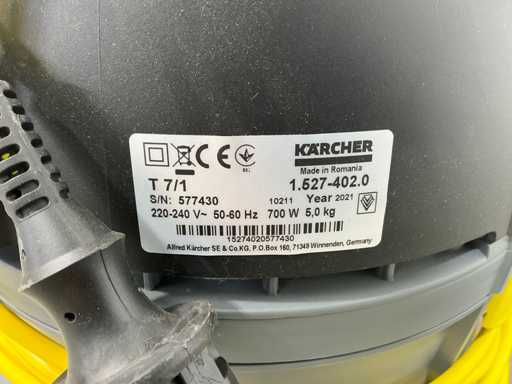 KÄRCHER
CE
Made in Romania
T 7/1 1.527-402.0
S/N: 577430 10211 Year 2021
220-240 V~ 50-60 Hz 700 W 5,0 kg
15274020577430
Alfred Kärcher SE & Co.KG, P.O.Box 160, 71349 Winnenden, Germany